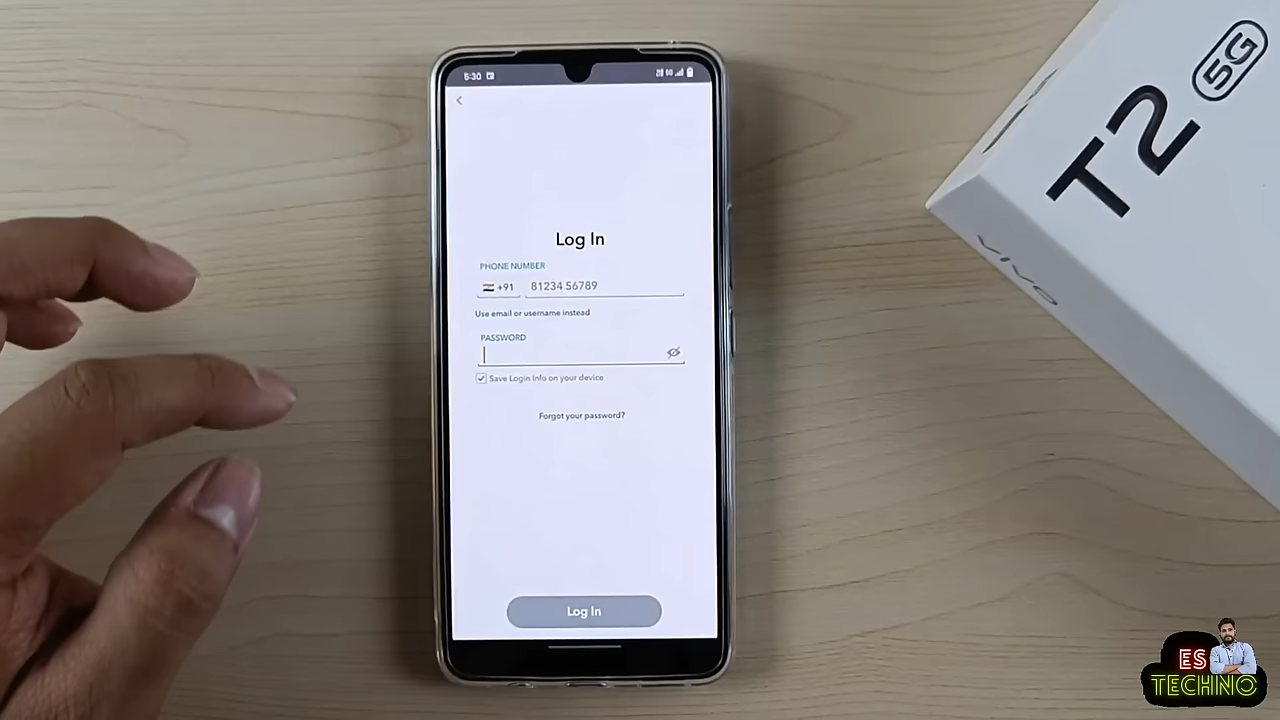 5:30
Log In
PHONE NUMBER
+91 81234 56789
Use email or username instead
PASSWORD
Save Login Info on your device
Forgot your password?
Log In
T2 5G
vivo
ES
TECHNO